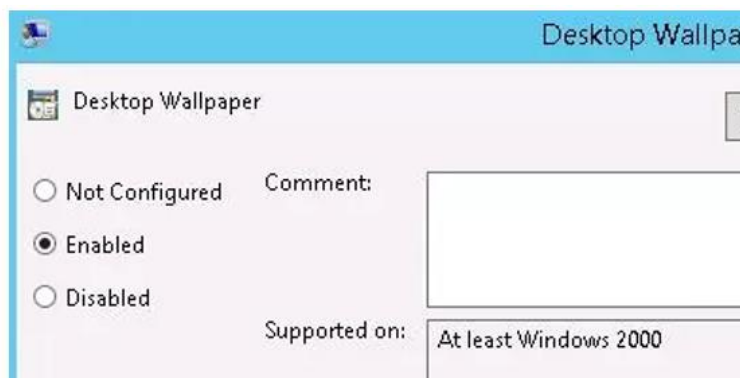 Desktop Wallpa
Desktop Wallpaper
Not Configured
Comment:
Enabled
Disabled
Supported on:
At least Windows 2000